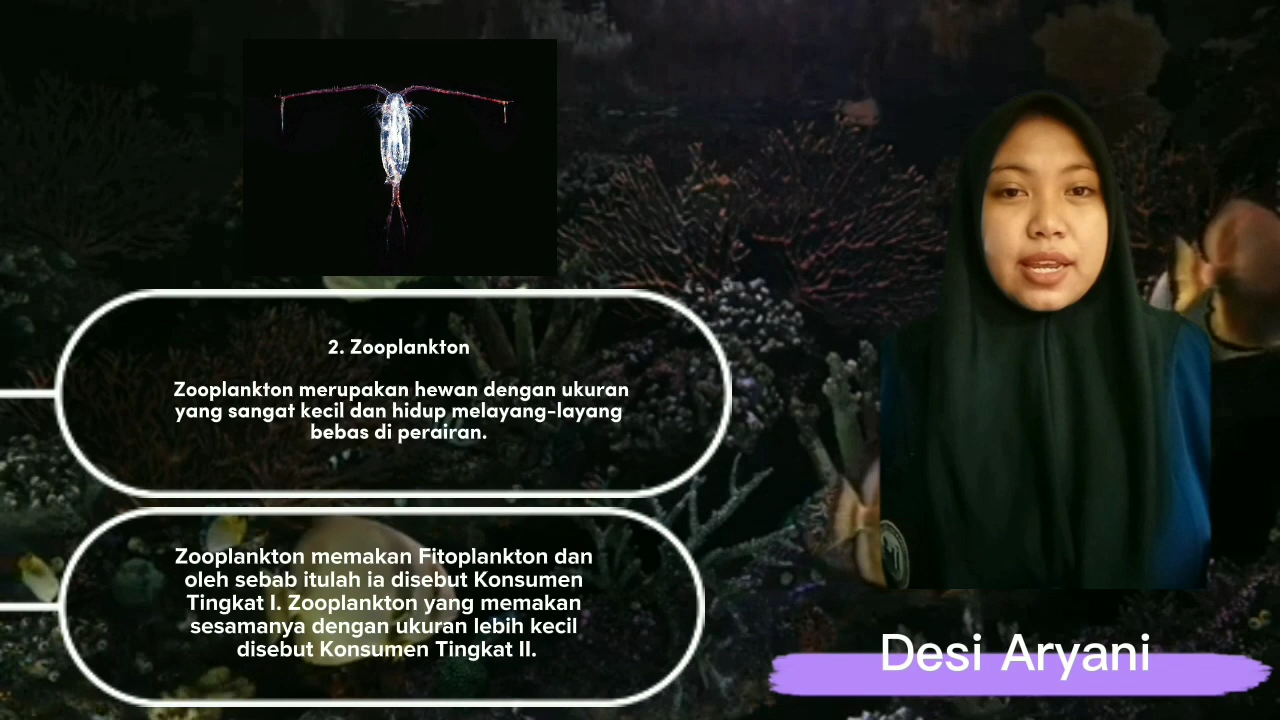 2. Zooplankton
Zooplankton merupakan hewan dengan ukuran
yang sangat kecil dan hidup melayang-layang
bebas di perairan.
Zooplankton memakan Fitoplankton dan
oleh sebab itulah ia disebut Konsumen
Tingkat I. Zooplankton yang memakan
sesamanya dengan ukuran lebih kecil
disebut Konsumen Tingkat II.
Desi Aryani